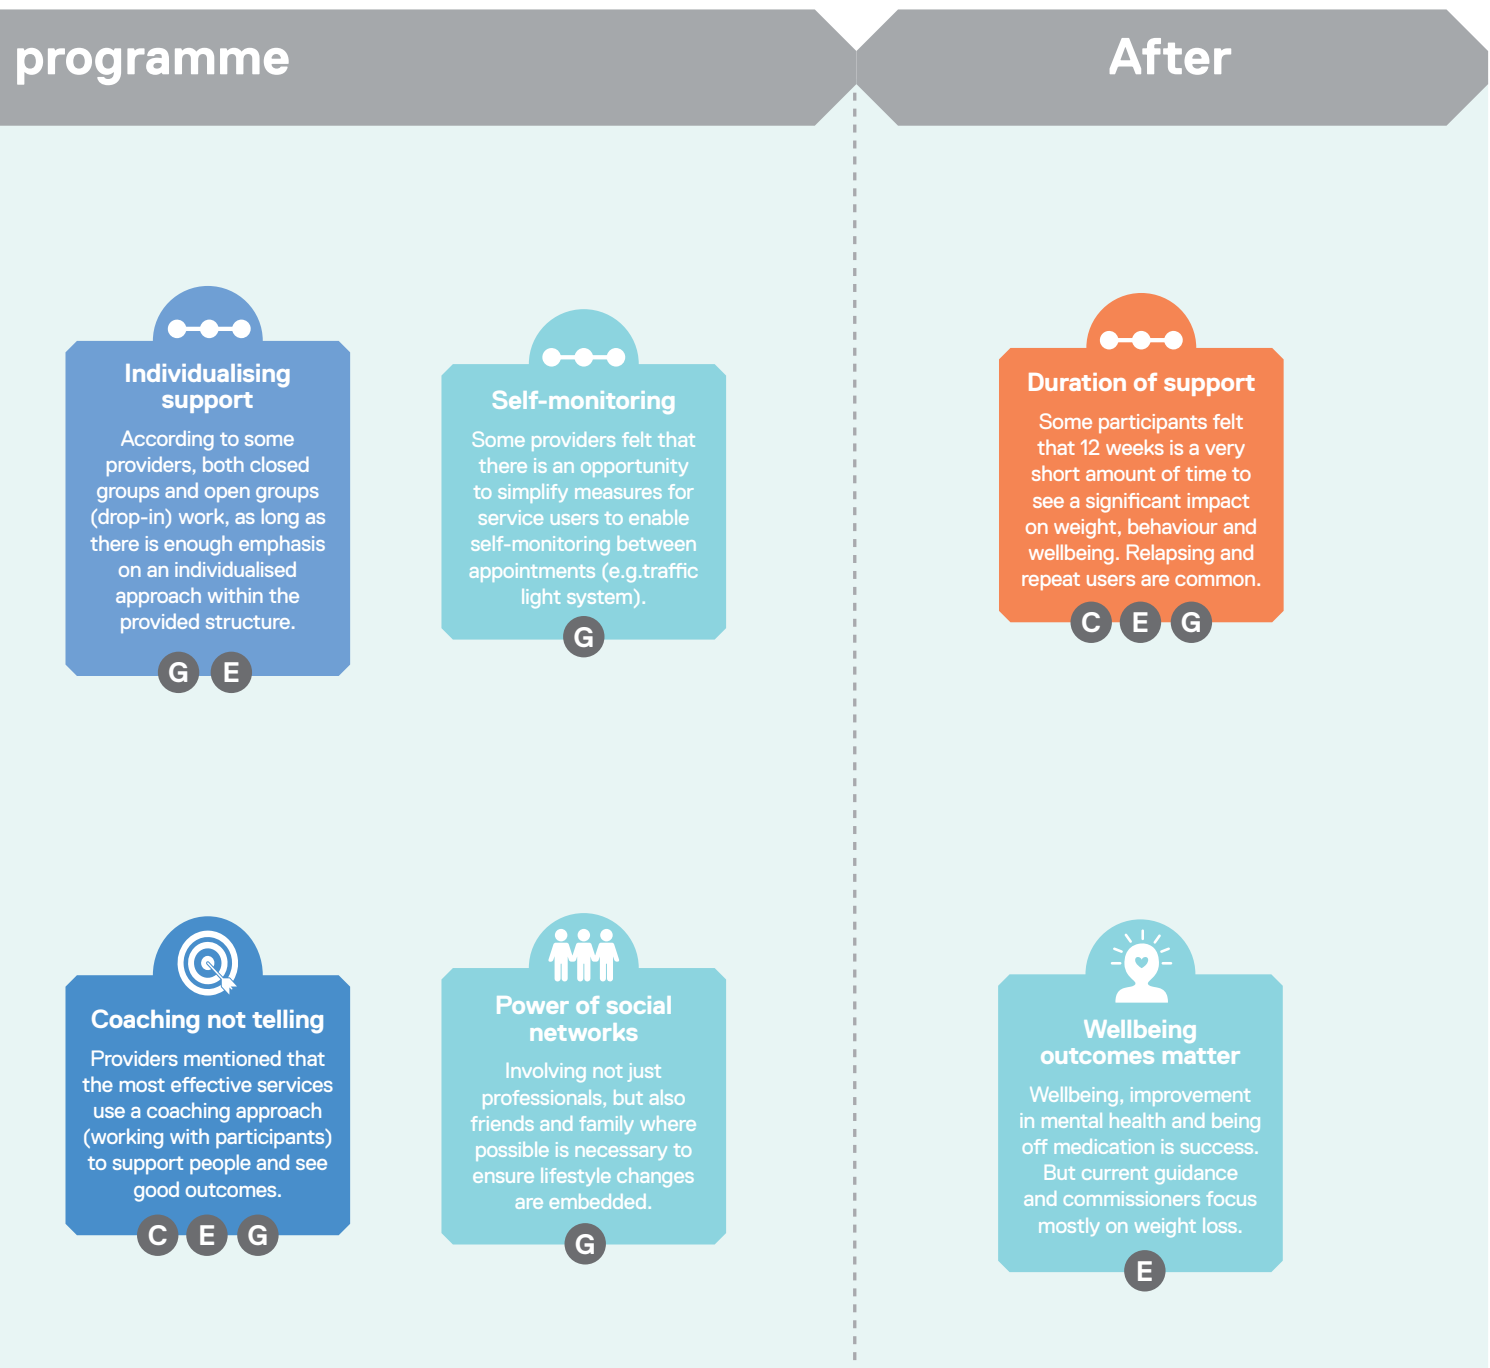 programme
After
Individualising
support
According to some
providers, both closed
groups and open groups
(drop-in) work, as long as
there is enough emphasis
on an individualised
approach within the
provided structure.
G E
Self-monitoring
Some providers felt that
there is an opportunity
to simplify measures for
service users to enable
self-monitoring between
appointments (e.g.traffic
light system).
G
Duration of support
Some participants felt
that 12 weeks is a very
short amount of time to
see a significant impact
on weight, behaviour and
wellbeing. Relapsing and
repeat users are common.
C E G
Coaching not telling
Providers mentioned that
the most effective services
use a coaching approach
(working with participants)
to support people and see
good outcomes.
C E G
Power of social
networks
Involving not just
professionals, but also
friends and family where
possible is necessary to
ensure lifestyle changes
are embedded.
G
Wellbeing
outcomes matter
Wellbeing, improvement
in mental health and being
off medication is success.
But current guidance
and commissioners focus
mostly on weight loss.
E